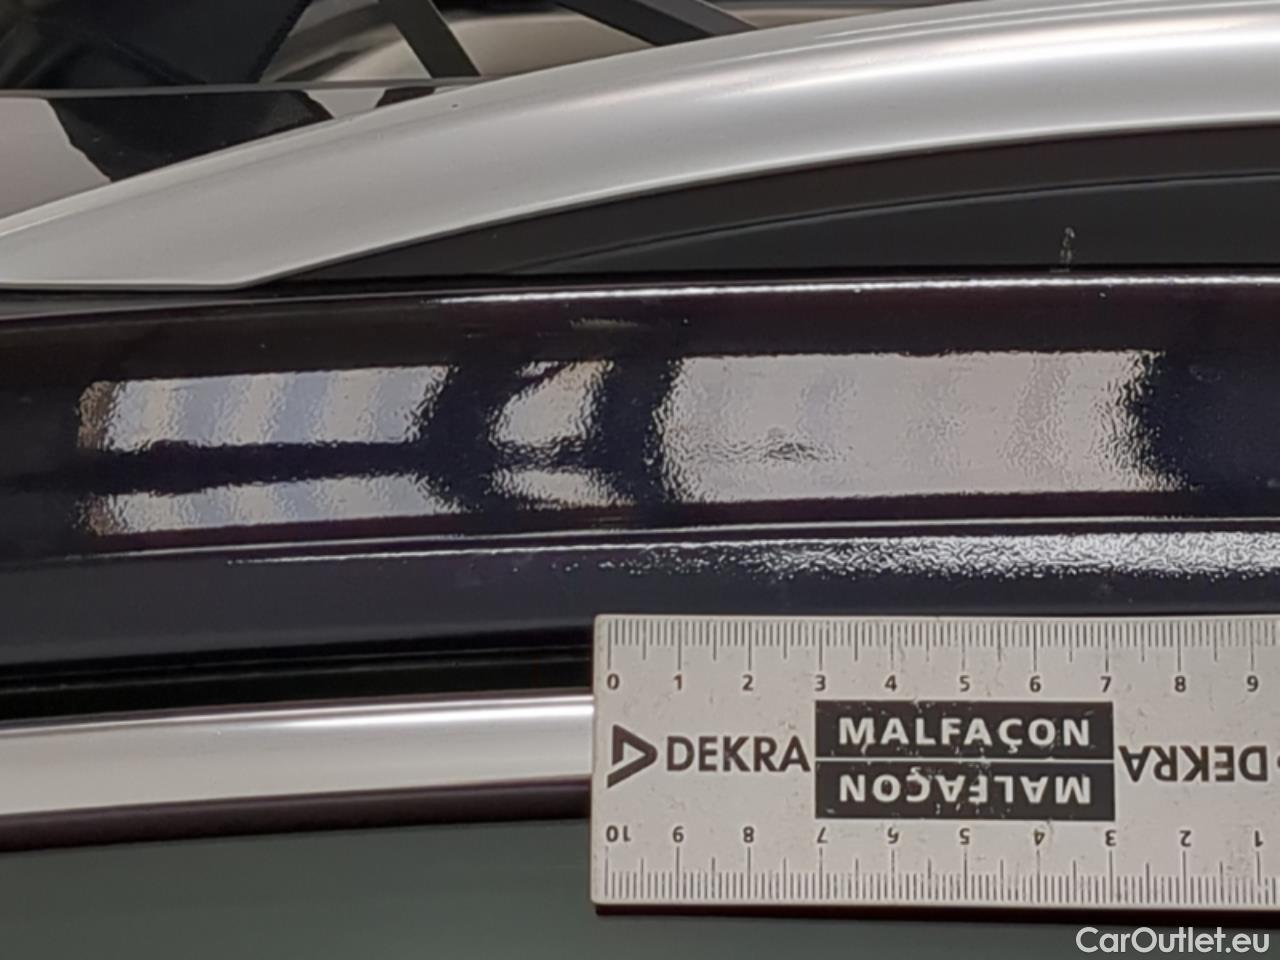 0 1 2 3 4 5 6 7 8 9
DEKRA MALFAÇON DEKRA
MALFAÇON
10 9 8 7 6 5 4 3 2 1
CarOutlet.eu